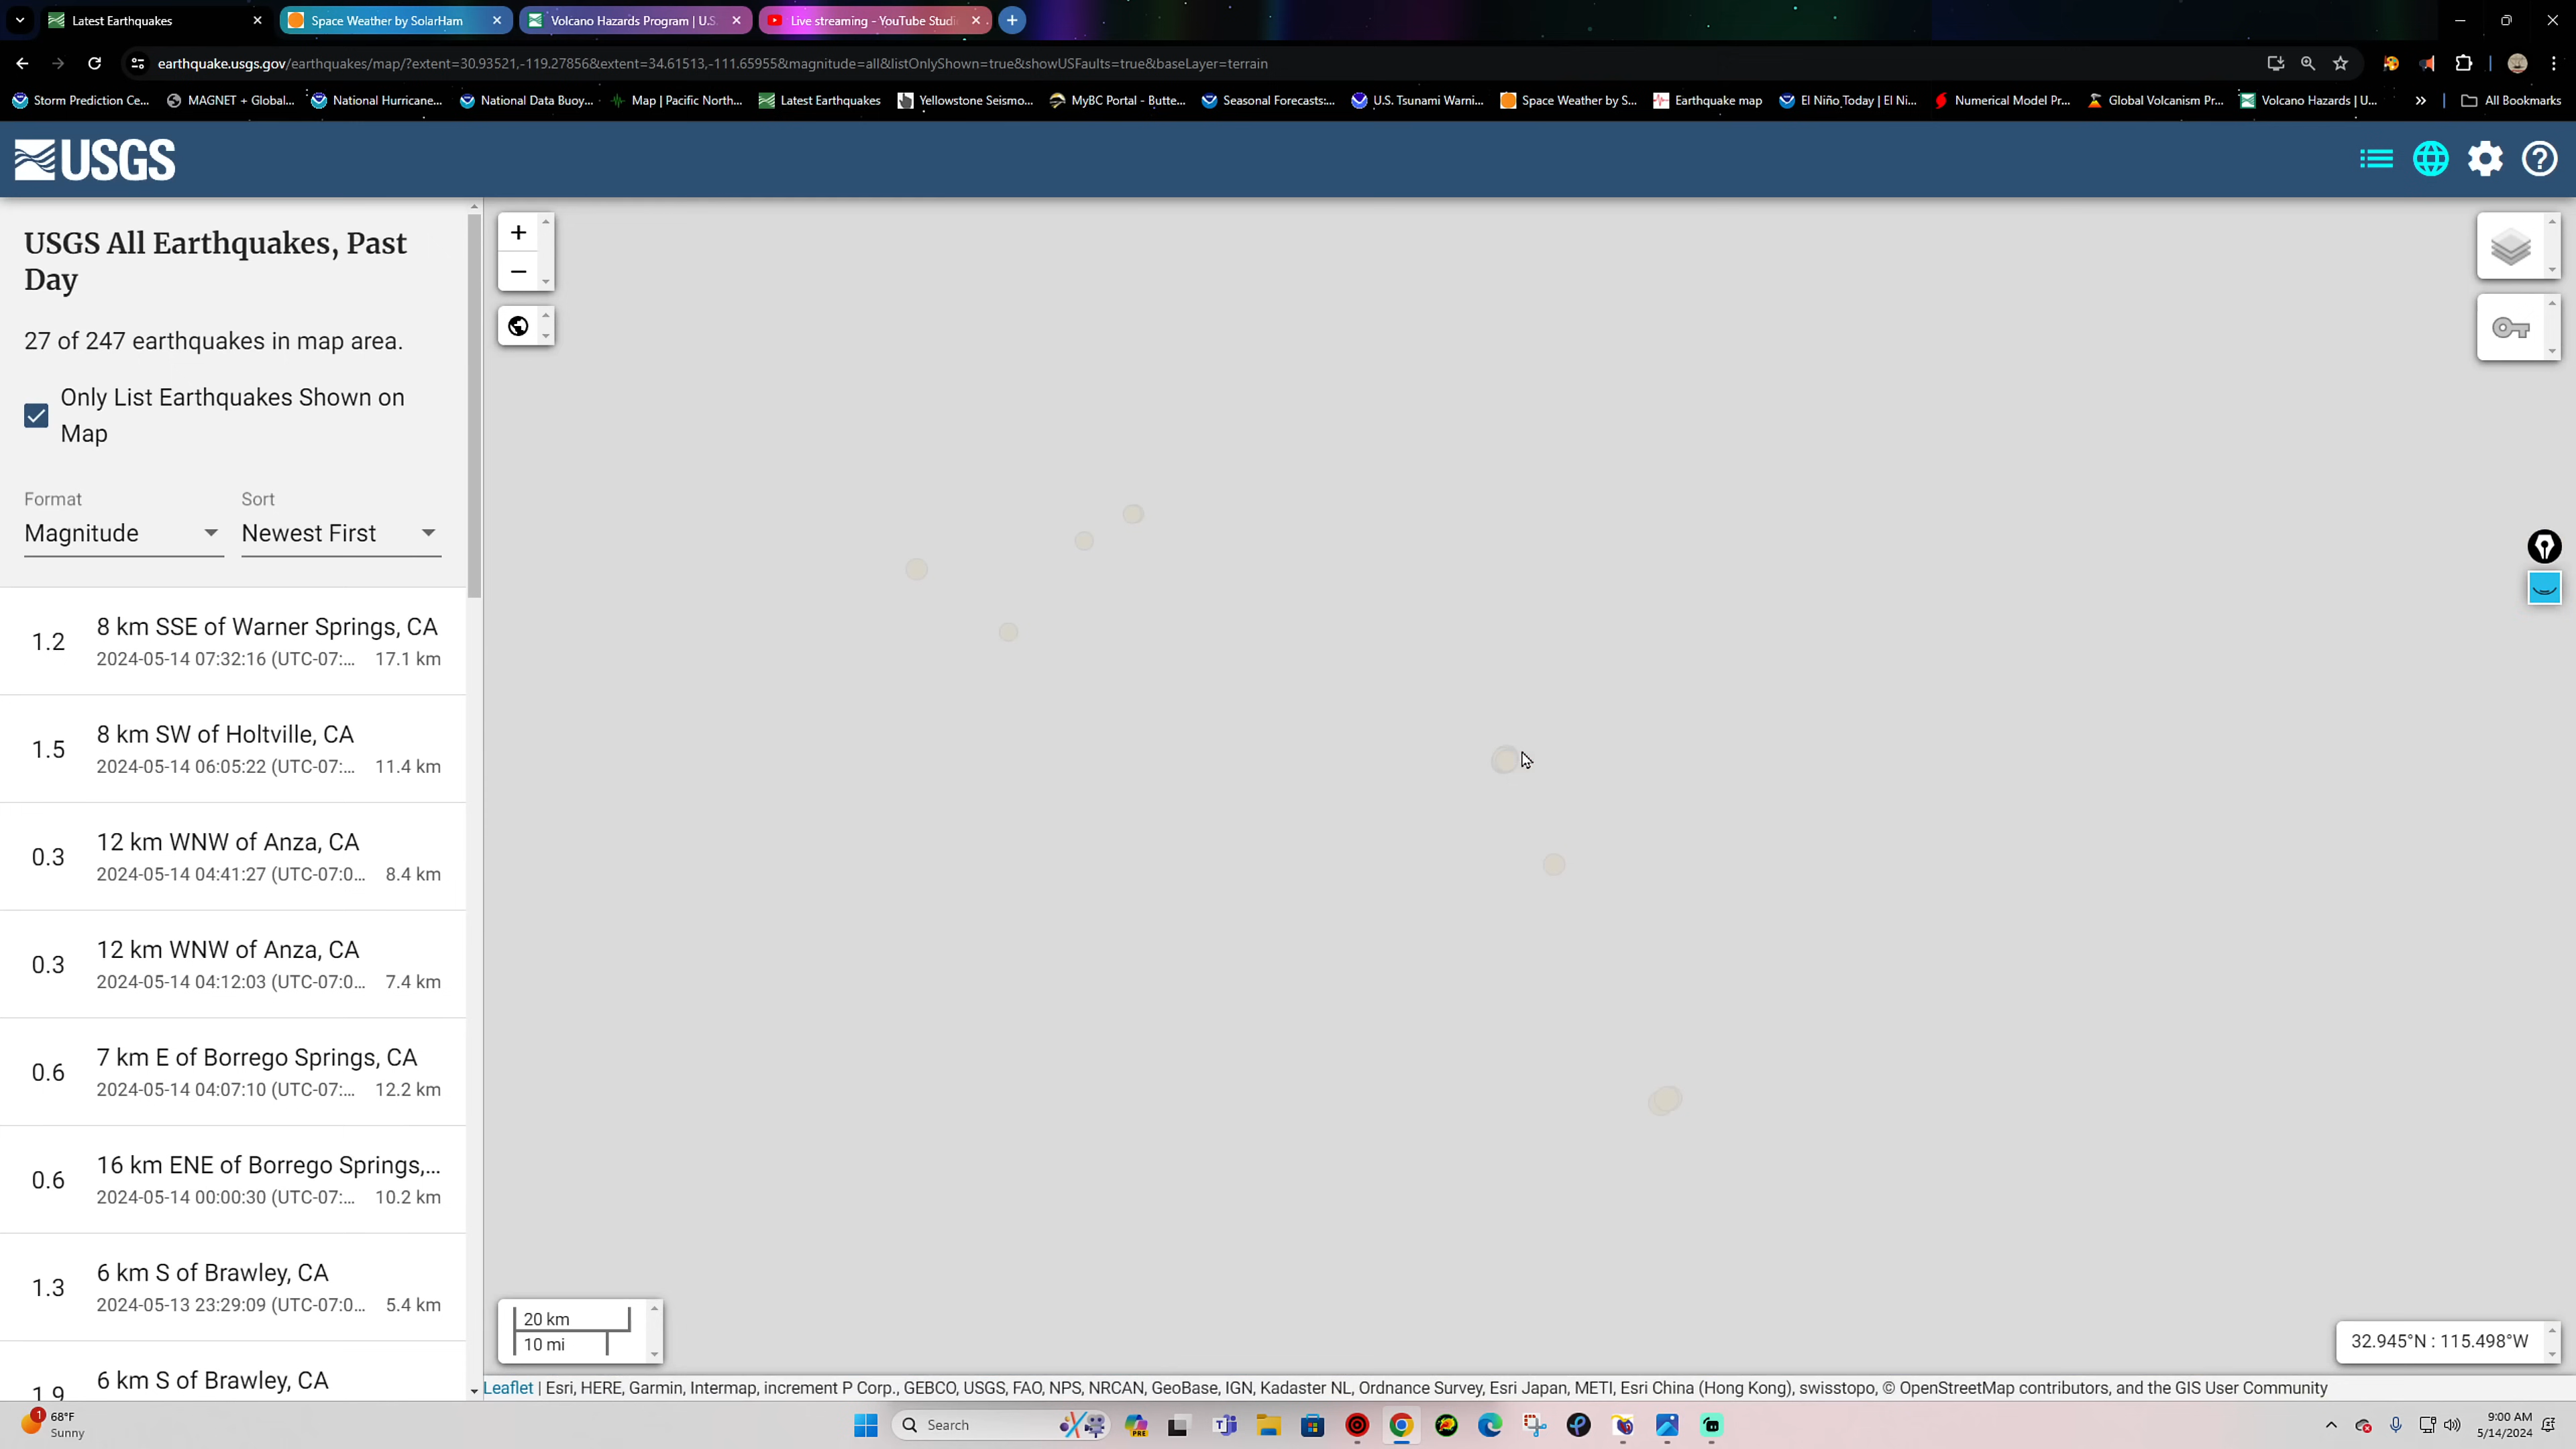 Latest Earthquakes
Space Weather by SolarHam
Volcano Hazards Program | U.S.
Live streaming - YouTube Studi
earthquake.usgs.gov/earthquakes/map/?extent=30.93521,-119.27856&extent=34.61513,-111.65955&magnitude=all&listOnlyShown=true&showUSFaults=true&baseLayer=terrain
Storm Prediction Ce...
MAGNET + Global...
National Hurricane...
National Data Buoy...
Map | Pacific North...
Latest Earthquakes
Yellowstone Seismo...
MyBC Portal - Butte...
Seasonal Forecasts:...
U.S. Tsunami Warni...
Space Weather by S...
Earthquake map
El Niño Today | El Ni...
Numerical Model Pr...
Global Volcanism Pr...
Volcano Hazards | U...
All Bookmarks
USGS
USGS All Earthquakes, Past
Day
27 of 247 earthquakes in map area.
Only List Earthquakes Shown on
Map
Format
Sort
Magnitude
Newest First
1.2
8 km SSE of Warner Springs, CA
2024-05-14 07:32:16 (UTC-07:... 17.1 km
1.5
8 km SW of Holtville, CA
2024-05-14 06:05:22 (UTC-07:... 11.4 km
0.3
12 km WNW of Anza, CA
2024-05-14 04:41:27 (UTC-07:0... 8.4 km
0.3
12 km WNW of Anza, CA
2024-05-14 04:12:03 (UTC-07:0... 7.4 km
0.6
7 km E of Borrego Springs, CA
2024-05-14 04:07:10 (UTC-07:... 12.2 km
0.6
16 km ENE of Borrego Springs,...
2024-05-14 00:00:30 (UTC-07:... 10.2 km
1.3
6 km S of Brawley, CA
2024-05-13 23:29:09 (UTC-07:0... 5.4 km
1.9
6 km S of Brawley, CA
+
−
20 km
10 mi
32.945°N : 115.498°W
Leaflet | Esri, HERE, Garmin, Intermap, increment P Corp., GEBCO, USGS, FAO, NPS, NRCAN, GeoBase, IGN, Kadaster NL, Ordnance Survey, Esri Japan, METI, Esri China (Hong Kong), swisstopo, © OpenStreetMap contributors, and the GIS User Community
1
68°F
Sunny
Search
PRE
9:00 AM
5/14/2024